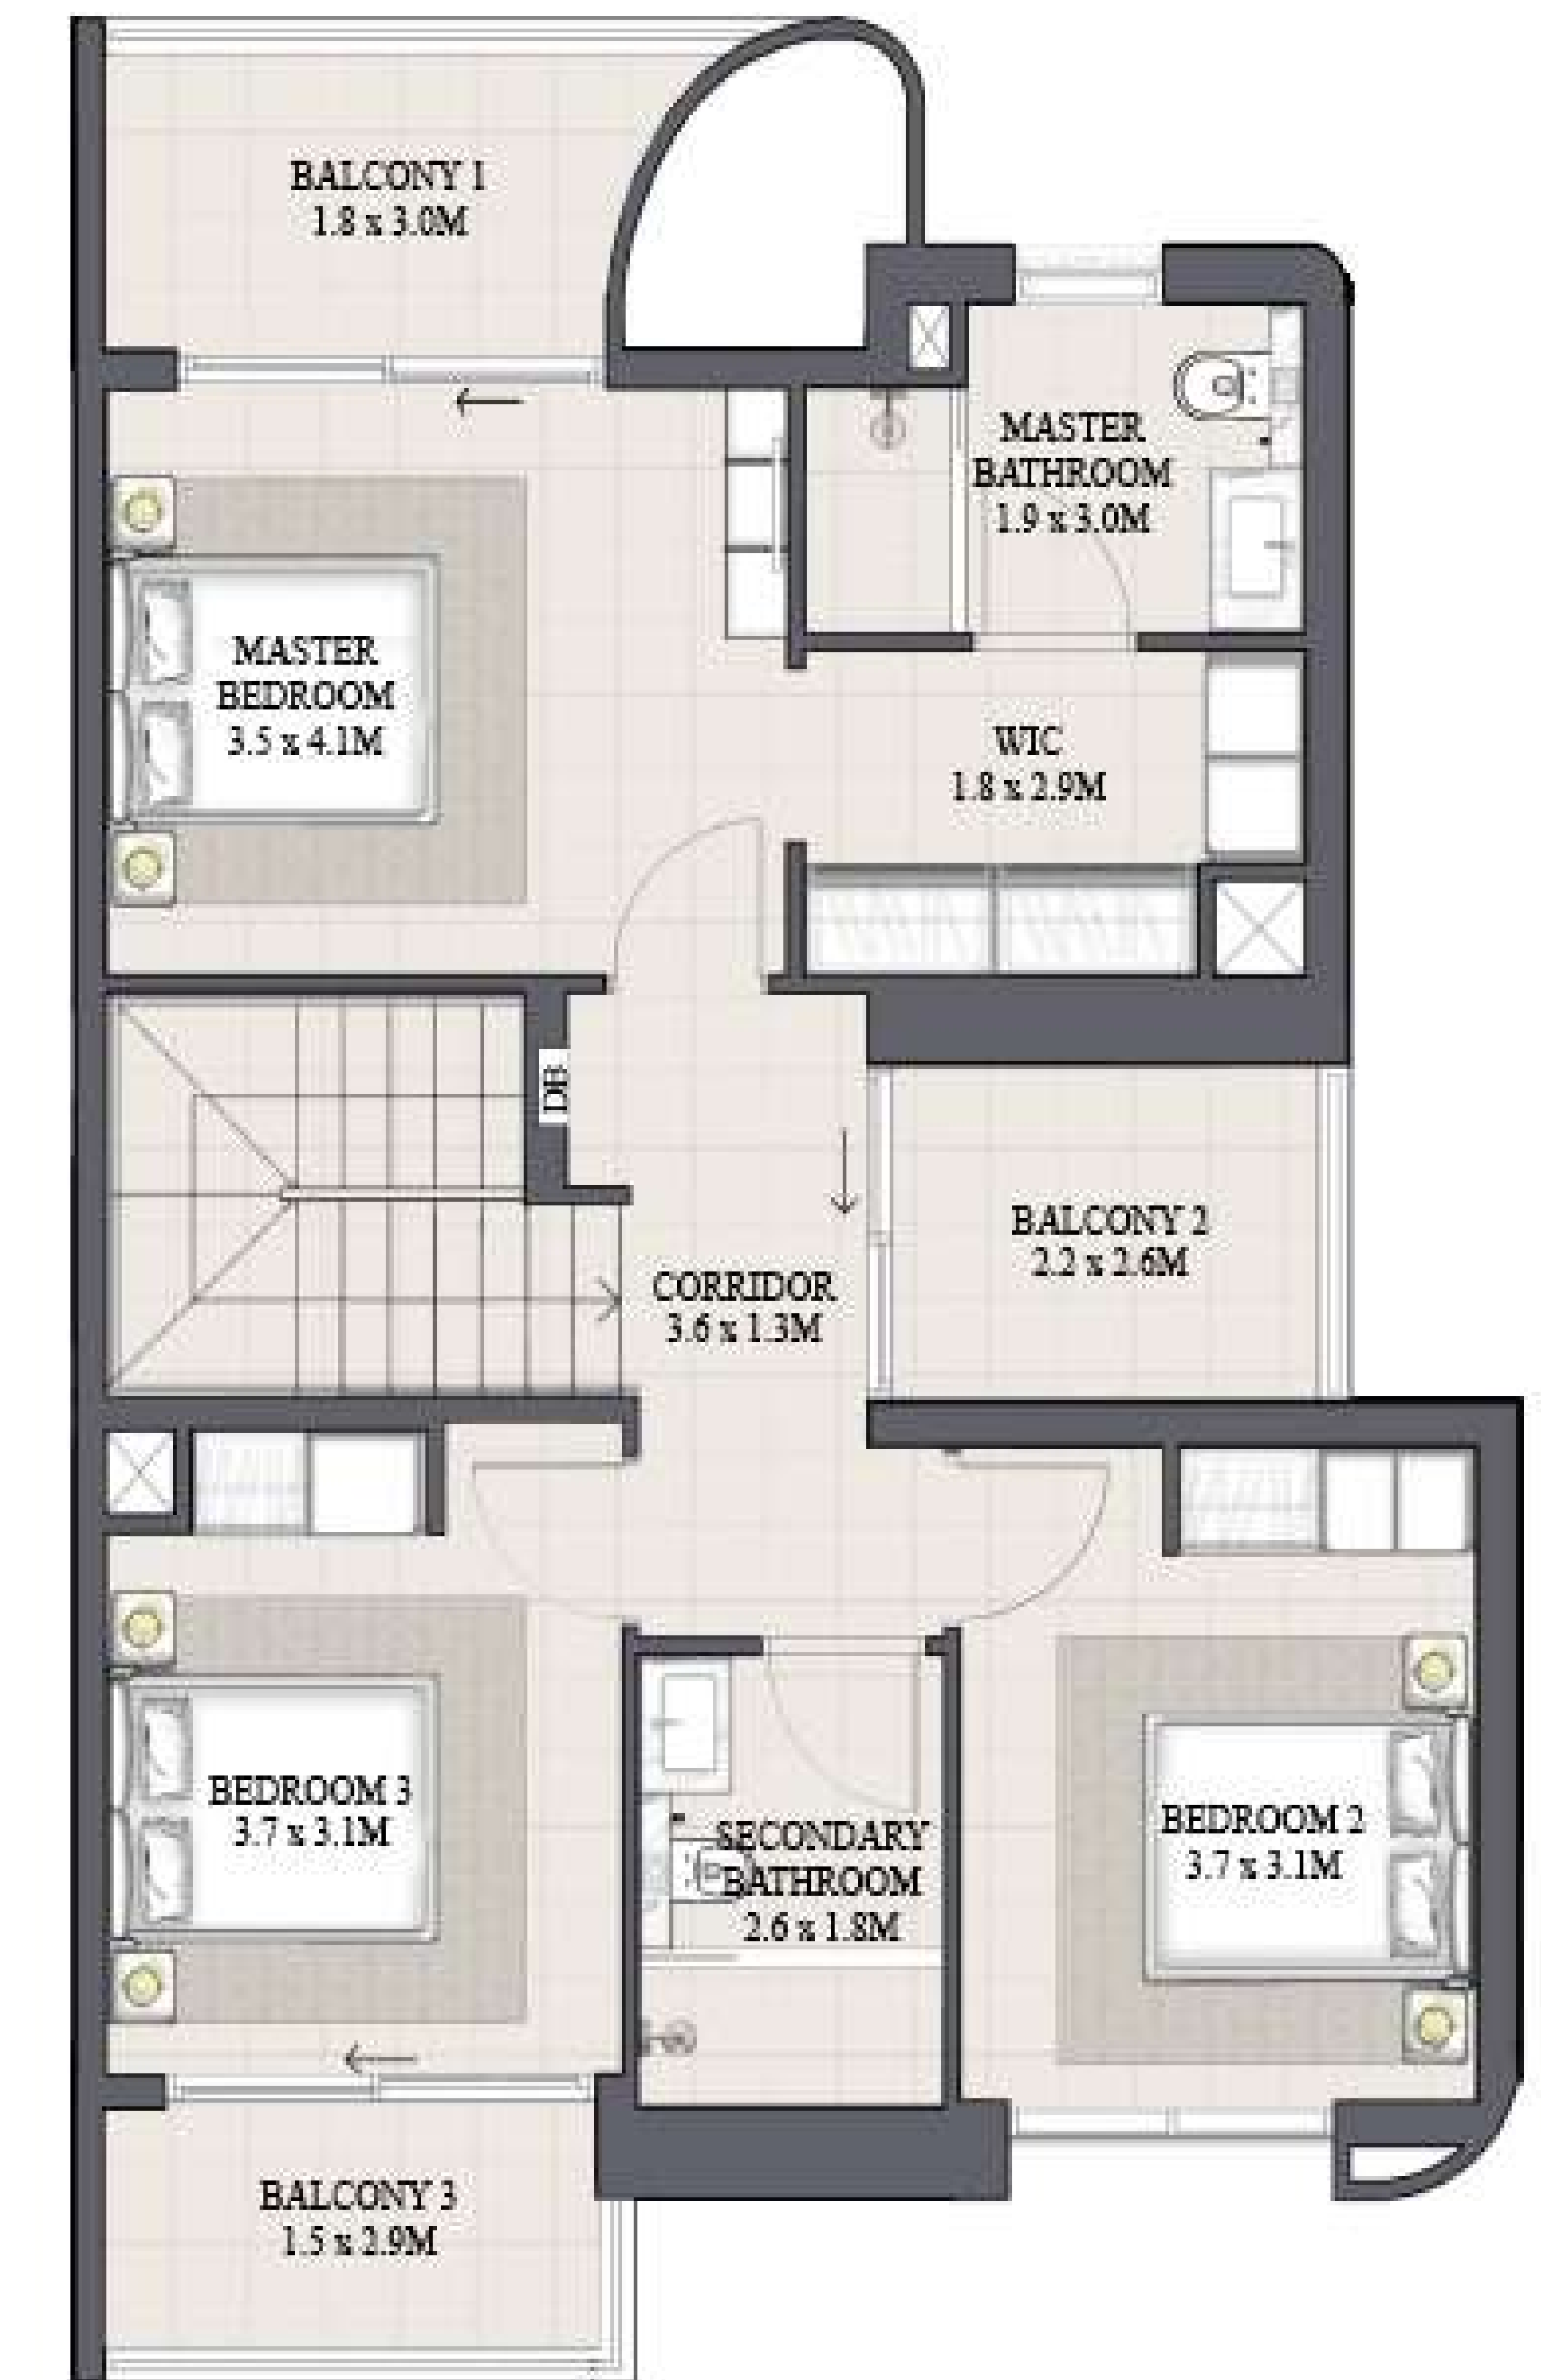 BALCONY 1
1.8 x 3.0M
MASTER
BATHROOM
1.9 x 3.0M
MASTER
BEDROOM
3.5 x 4.1M
WIC
1.8 x 2.9M
DB
BALCONY 2
2.2 x 2.6M
CORRIDOR
3.6 x 1.3M
BEDROOM 3
3.7 x 3.1M
SECONDARY
BATHROOM
2.6 x 1.8M
BEDROOM 2
3.7 x 3.1M
BALCONY 3
1.5 x 2.9M